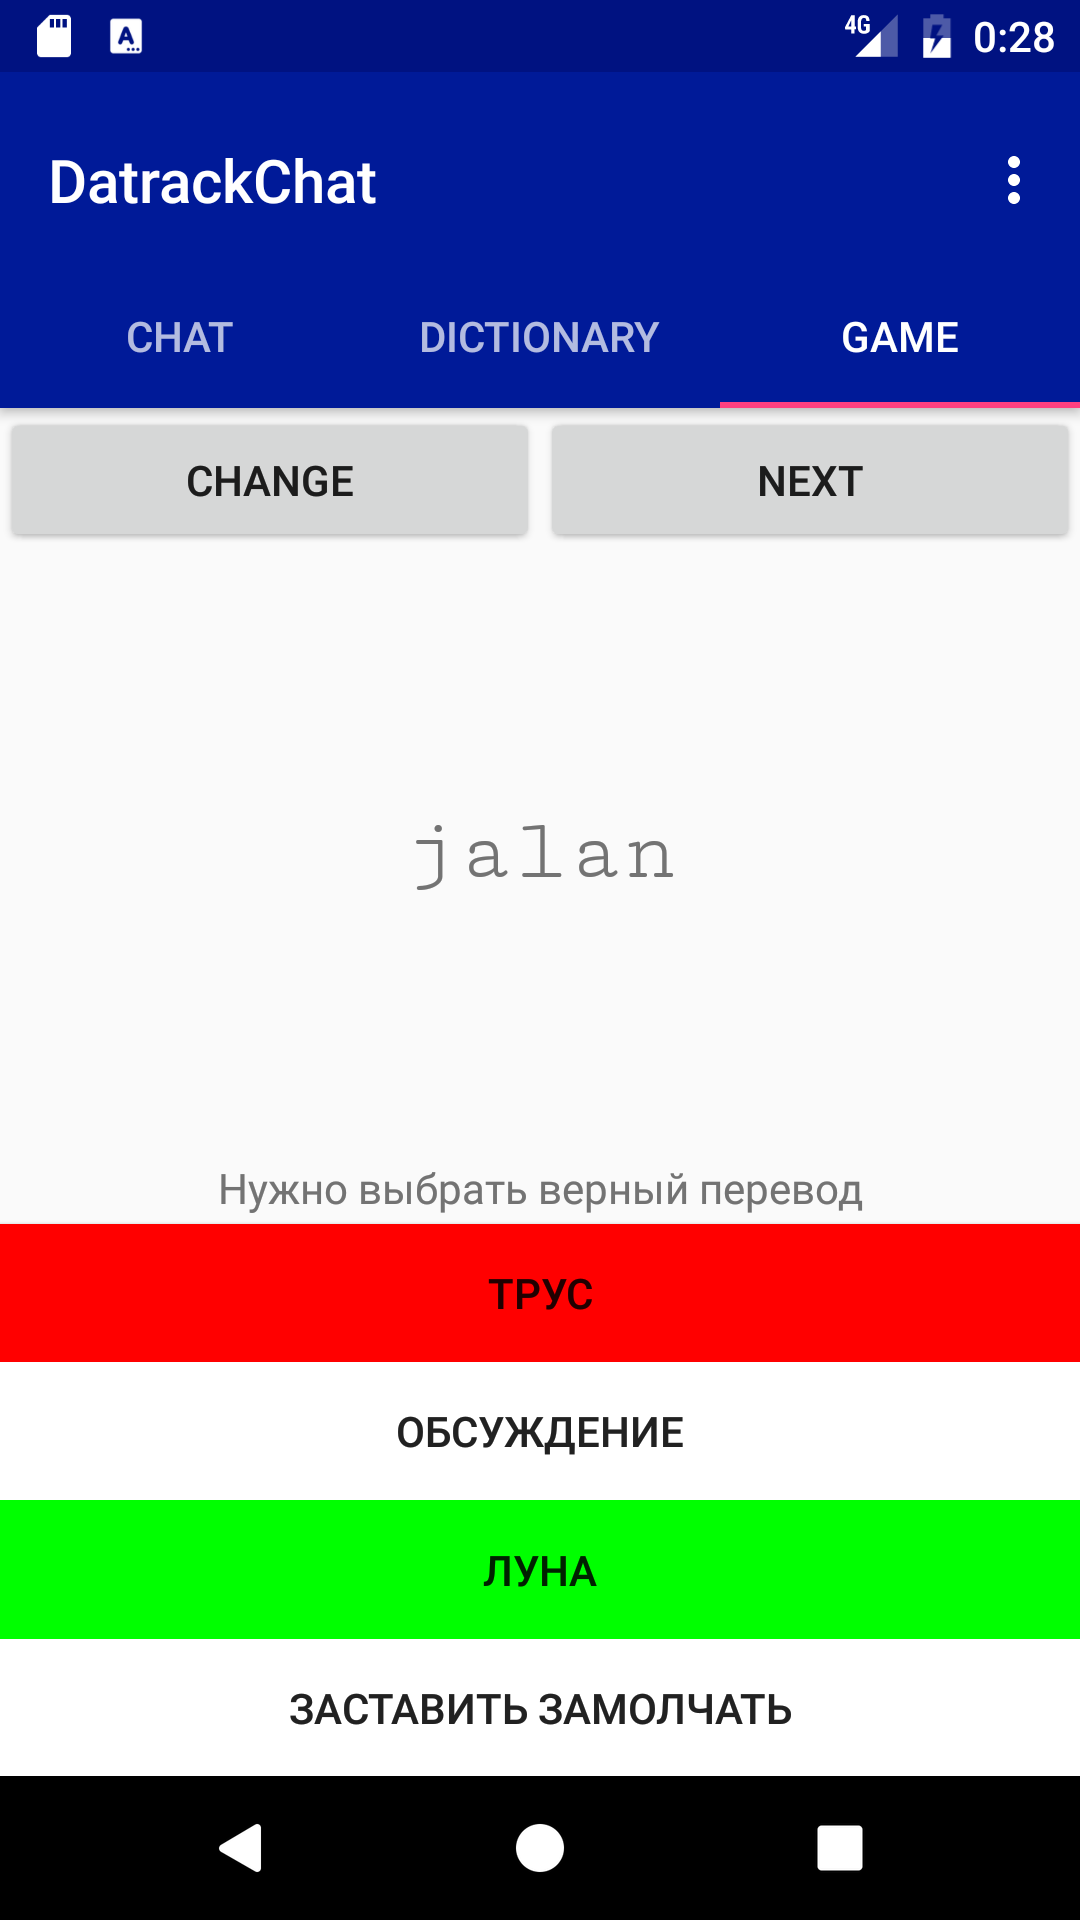 4G 0:28
DatrackChat
CHAT DICTIONARY GAME
CHANGE NEXT
jalan
Нужно выбрать верный перевод
ТРУС
ОБСУЖДЕНИЕ
ЛУНА
ЗАСТАВИТЬ ЗАМОЛЧАТЬ